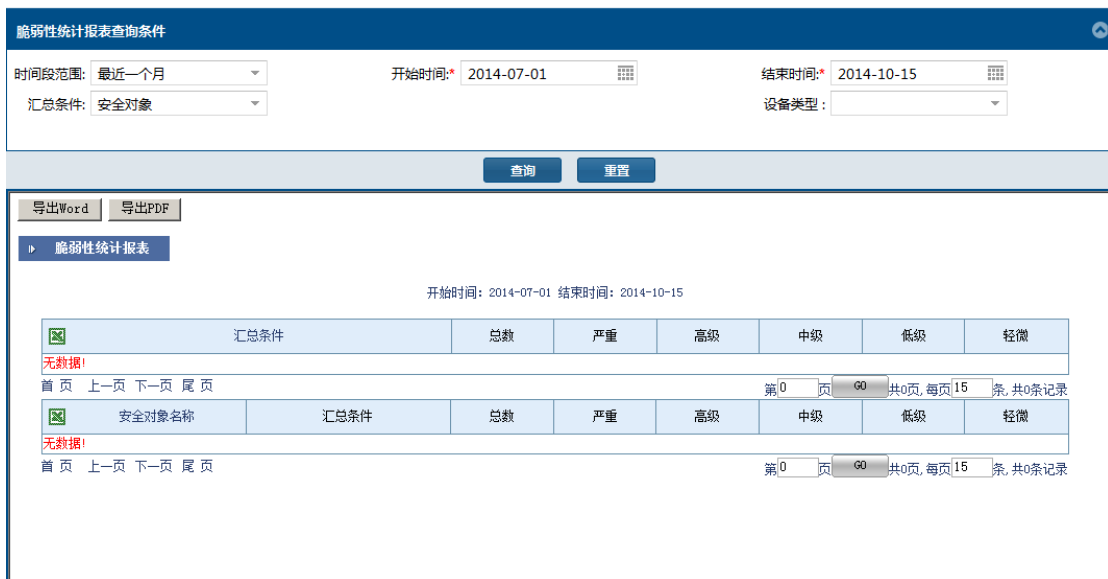 脆弱性统计报表查询条件
时间段范围: 最近一个月 开始时间:* 2014-07-01 结束时间:* 2014-10-15
汇总条件: 安全对象 设备类型 :
查询 重置
导出Word 导出PDF
脆弱性统计报表
开始时间: 2014-07-01 结束时间: 2014-10-15
汇总条件 总数 严重 高级 中级 低级 轻微
无数据!
首 页 上一页 下一页 尾 页 第0 页 GO 共0页, 每页15 条, 共0条记录
安全对象名称 汇总条件 总数 严重 高级 中级 低级 轻微
无数据!
首 页 上一页 下一页 尾 页 第0 页 GO 共0页, 每页15 条, 共0条记录